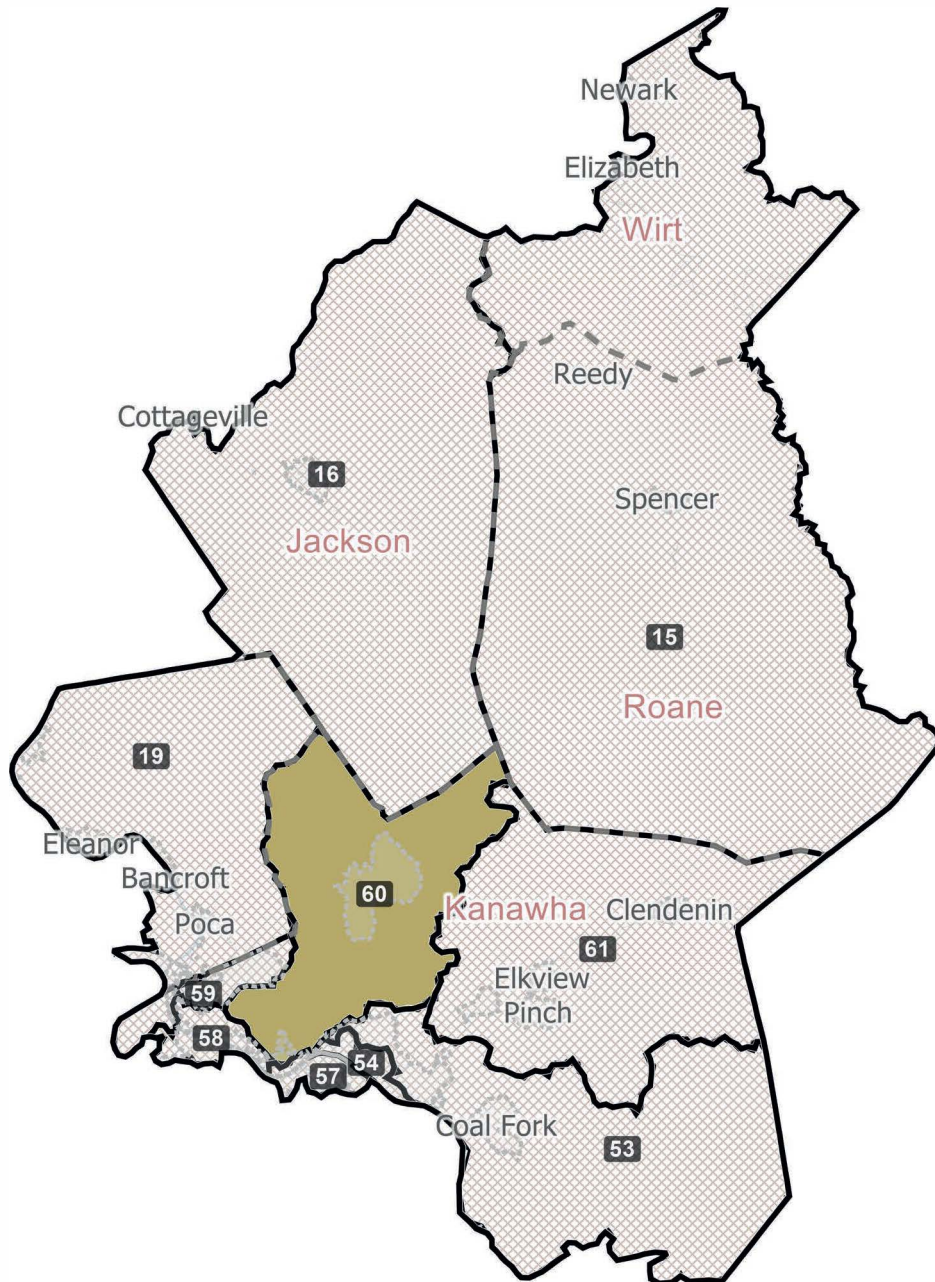 Newark
Elizabeth
Wirt
Reedy
Cottageville
16
Spencer
Jackson
15
Roane
19
Eleanor
Bancroft
60
Kanawha
Clendenin
Poca
61
Elkview
Pinch
59
58
54
57
Coal Fork
53